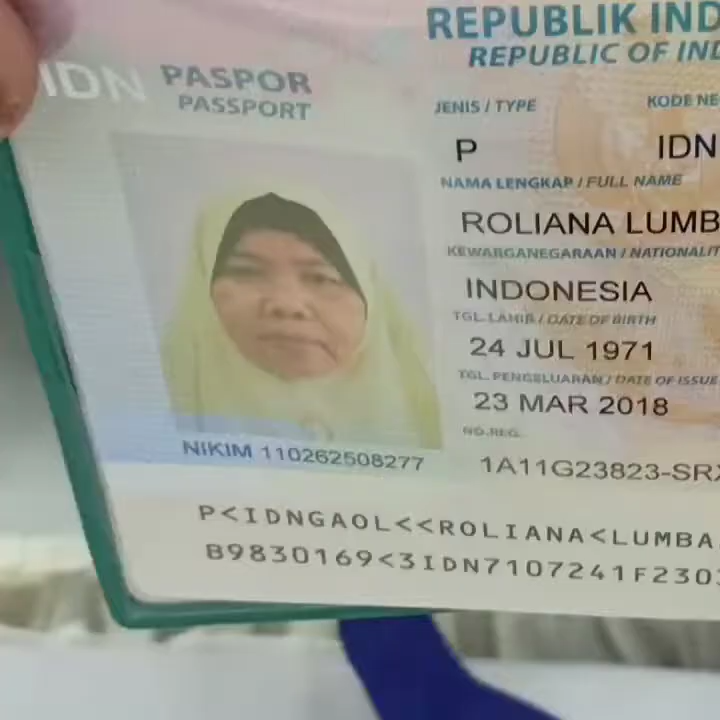 REPUBLIK IND
REPUBLIC OF IND
IDN PASPOR
PASSPORT
JENIS / TYPE KODE NE
P IDN
NAMA LENGKAP / FULL NAME
ROLIANA LUMB
KEWARGANEGARAAN / NATIONALIT
INDONESIA
TGL. LAHIR / DATE OF BIRTH
24 JUL 1971
TGL. PENGELUARAN / DATE OF ISSUE
23 MAR 2018
NO. REG.
NIKIM 110262508277
1A11G23823-SRX
P<IDNGAOL<<ROLIANA<LUMBA
B9830169<3IDN7107241F2303